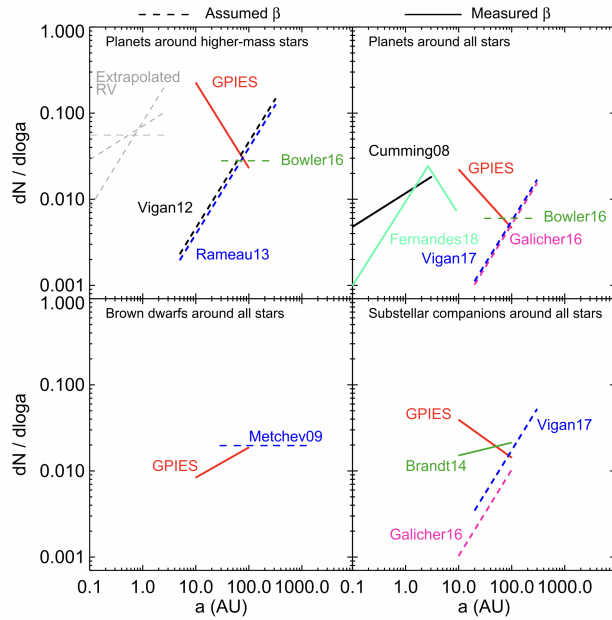 Assumed β
Measured β
1.000
0.100
0.010
0.001
dN / dloga
Planets around higher-mass stars
Extrapolated
RV
GPIES
Bowler16
Vigan12
Rameau13
Planets around all stars
Cumming08
GPIES
Bowler16
Fernandes18
Galicher16
Vigan17
1.000
0.100
0.010
0.001
dN / dloga
Brown dwarfs around all stars
Metchev09
GPIES
0.1 1.0 10.0 100.0 1000.0
a (AU)
Substellar companions around all stars
GPIES
Vigan17
Brandt14
Galicher16
0.1 1.0 10.0 100.0 1000.0
a (AU)